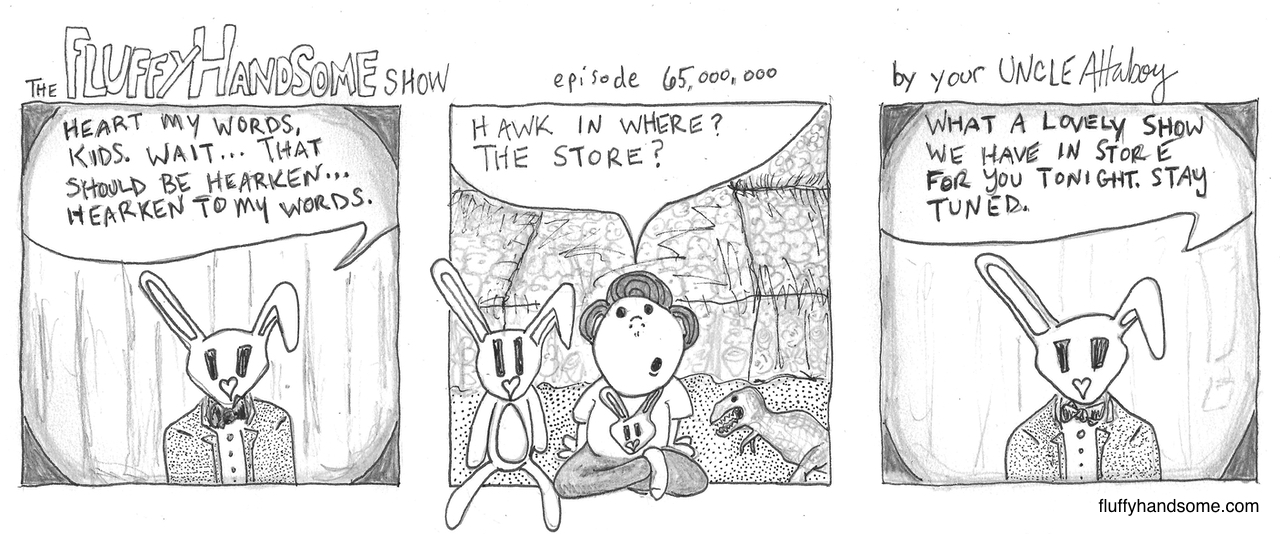 THE FLUFFYHANDSOME SHOW
episode 65,000,000
by your UNCLE Attaboy
HEART MY WORDS,
KIDS. WAIT... THAT
SHOULD BE HEARKEN...
HEARKEN TO MY WORDS.
HAWK IN WHERE?
THE STORE?
WHAT A LOVELY SHOW
WE HAVE IN STORE
FOR YOU TONIGHT. STAY
TUNED.
fluffyhandsome.com